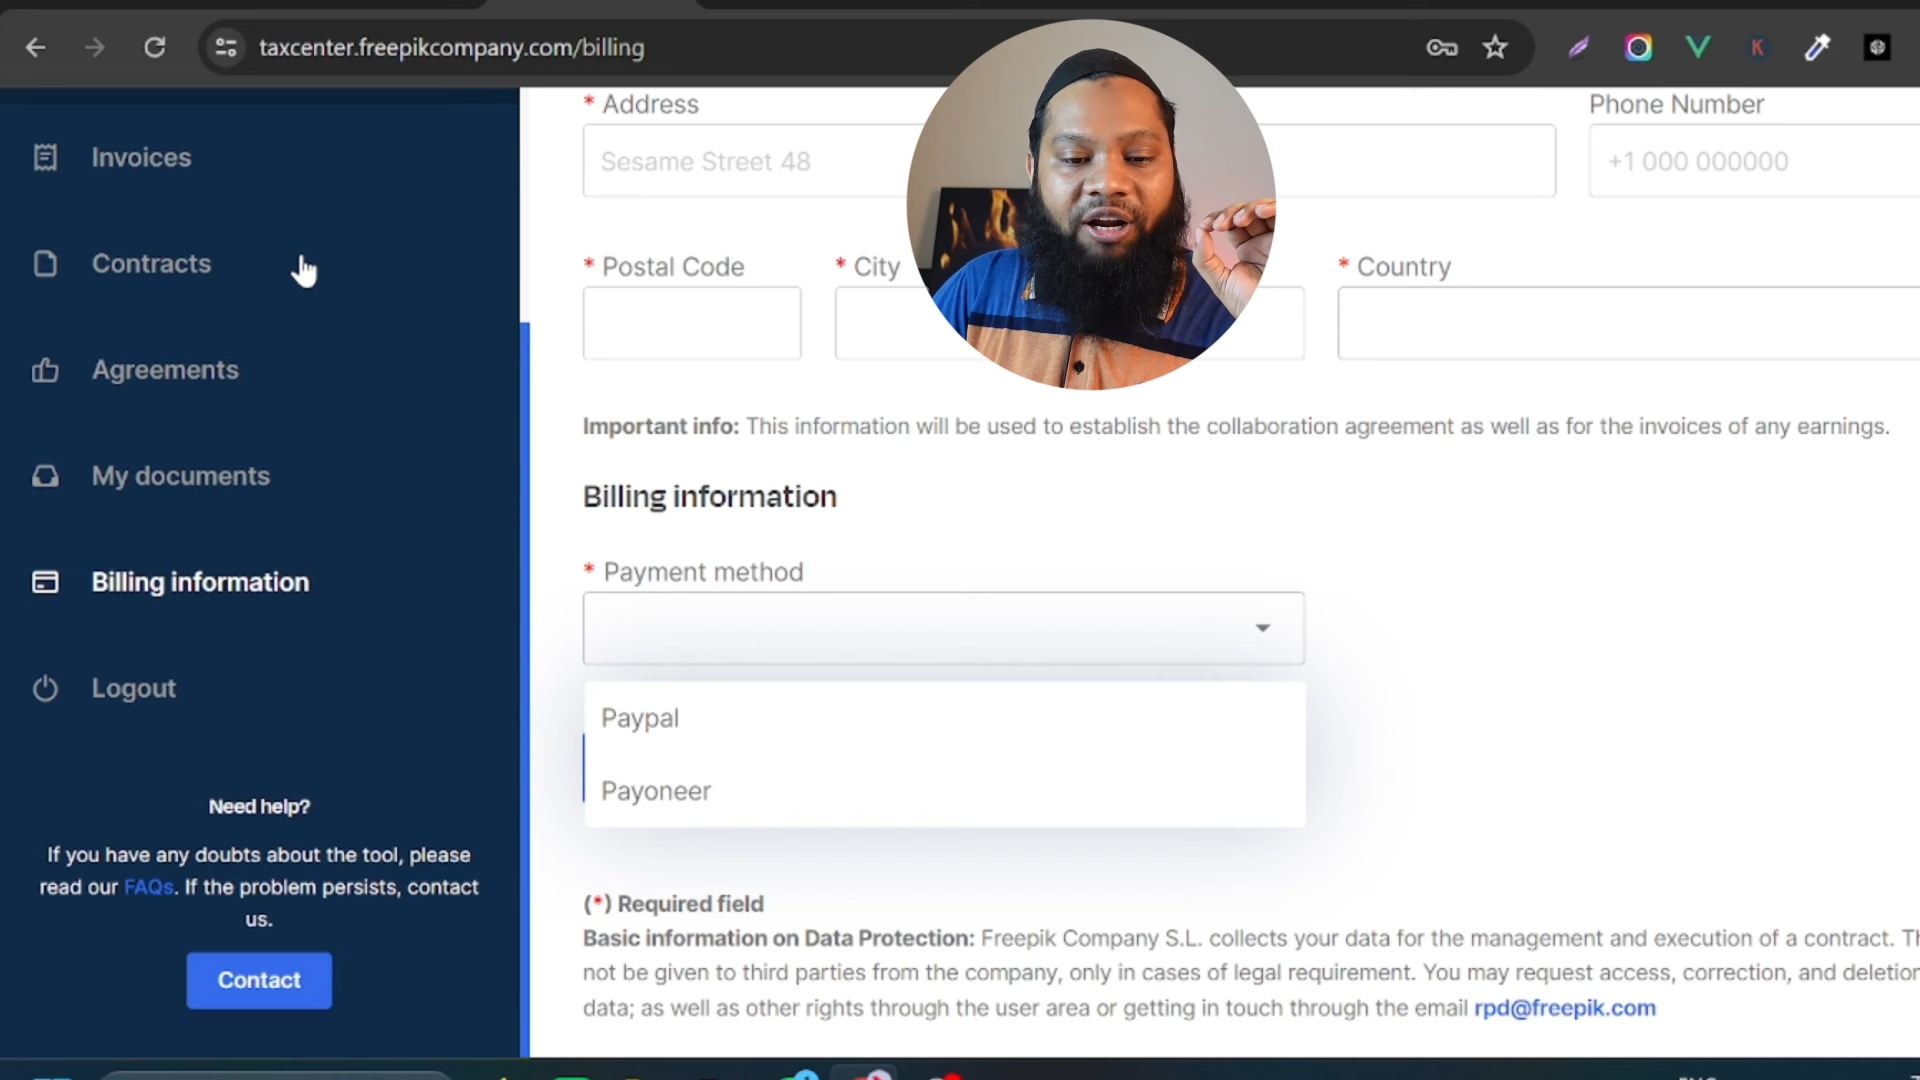 taxcenter.freepikcompany.com/billing
* Address
Phone Number
Sesame Street 48
+1 000 000000
Invoices
Contracts
* Postal Code
* City
* Country
Agreements
Important info: This information will be used to establish the collaboration agreement as well as for the invoices of any earnings.
My documents
Billing information
Billing information
* Payment method
Logout
Paypal
Payoneer
Need help?
If you have any doubts about the tool, please
read our FAQs. If the problem persists, contact
us.
Contact
(*) Required field
Basic information on Data Protection: Freepik Company S.L. collects your data for the management and execution of a contract.
not be given to third parties from the company, only in cases of legal requirement. You may request access, correction, and deletion
data; as well as other rights through the user area or getting in touch through the email rpd@freepik.com